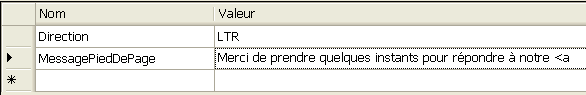 Nom Valeur
Direction LTR
MessagePiedDePage Merci de prendre quelques instants pour répondre à notre <a